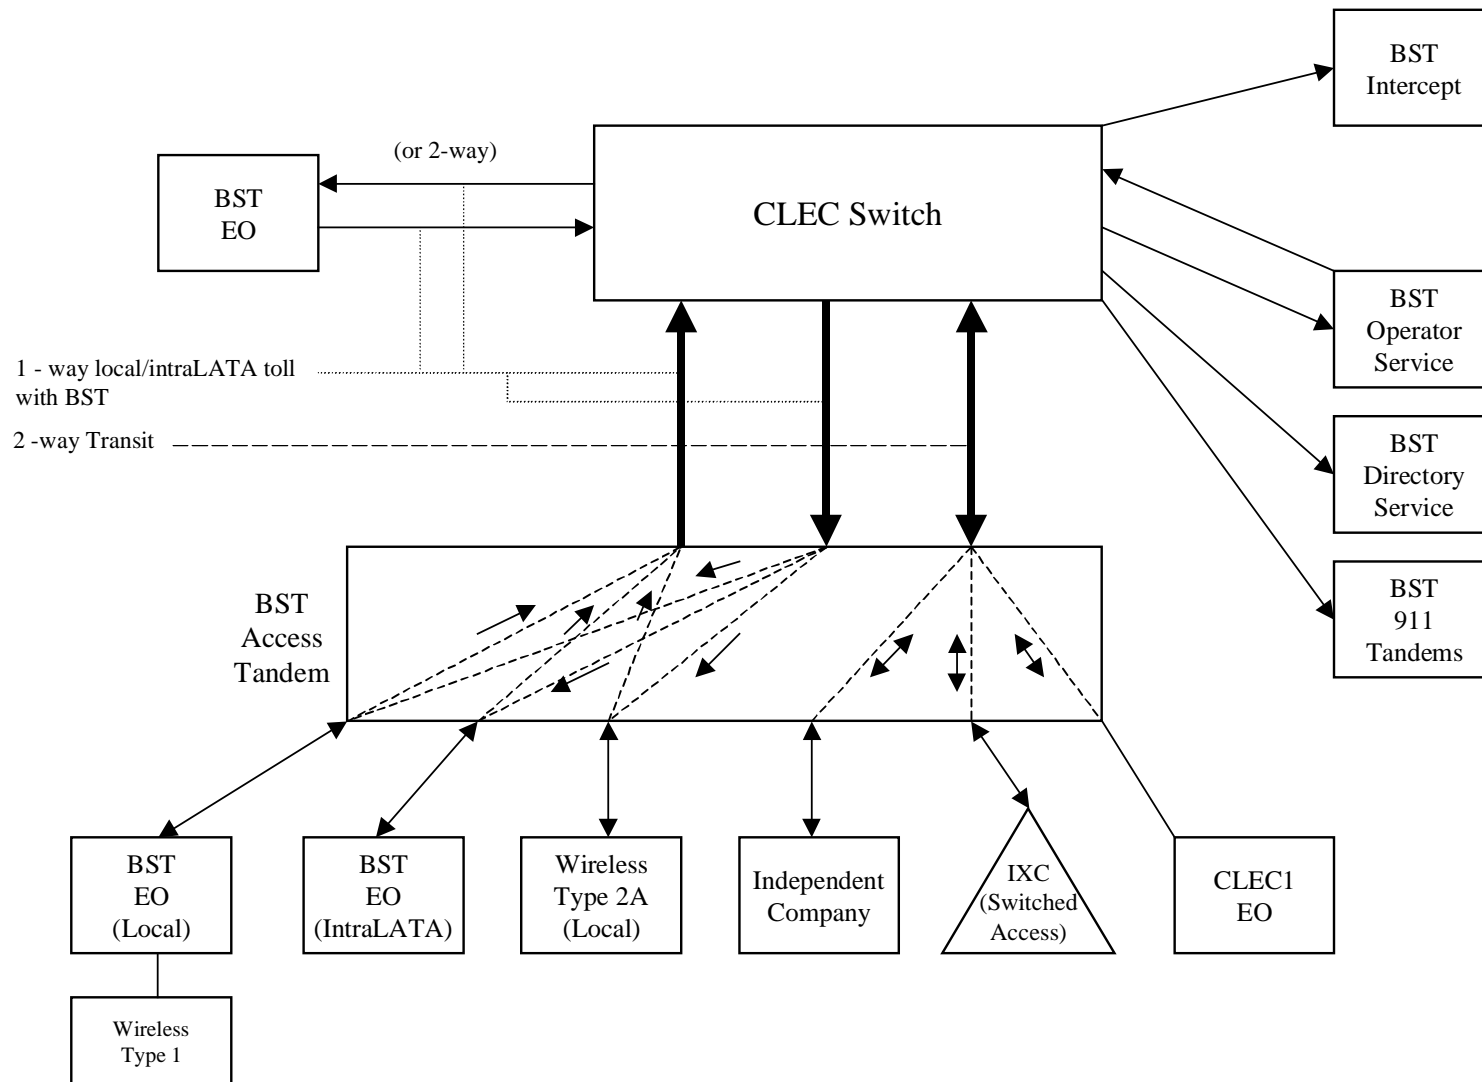 BST
Intercept
(or 2-way)
BST
EO
CLEC Switch
BST
Operator
Service
1 - way local/intraLATA toll
with BST
2 -way Transit
BST
Directory
Service
BST
911
Tandems
BST
Access
Tandem
BST
EO
(Local)
BST
EO
(IntraLATA)
Wireless
Type 2A
(Local)
Independent
Company
IXC
(Switched
Access)
CLEC1
EO
Wireless
Type 1